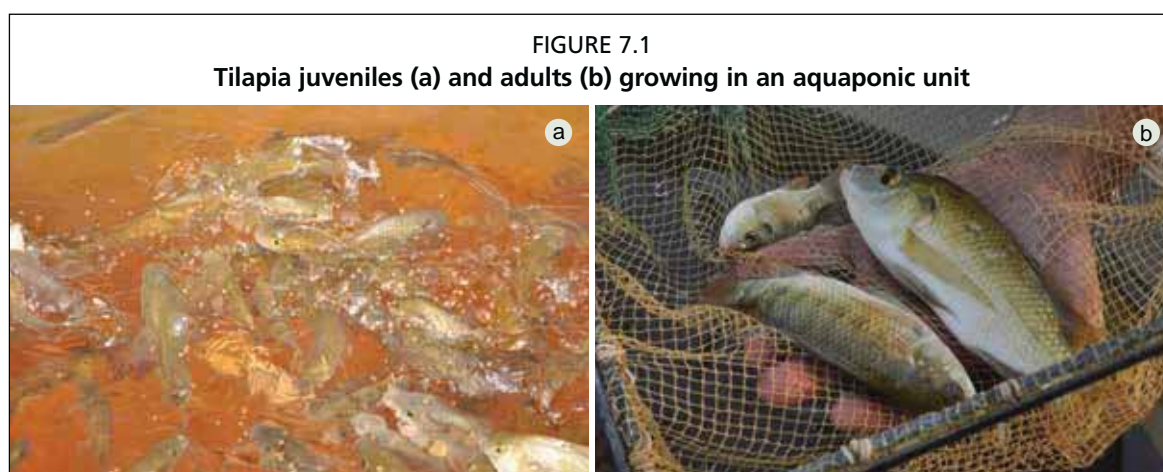 FIGURE 7.1
Tilapia juveniles (a) and adults (b) growing in an aquaponic unit
a
b